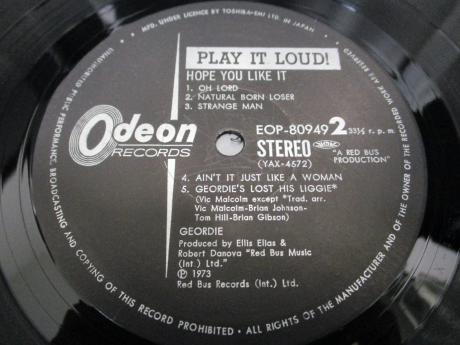 MFD. UNDER LICENCE BY TOSHIBA-EMI LTD. IN JAPAN
PLAY IT LOUD!
HOPE YOU LIKE IT
1. OH LORD
2. NATURAL BORN LOSER
3. STRANGE MAN
Odeon
RECORDS
EOP-80949 2 33⅓ r. p. m.
STEREO
(YAX-4672)
"A RED BUS
PRODUCTION"
4. AIN'T IT JUST LIKE A WOMAN
5. GEORDIE'S LOST HIS LIGGIE*
(Vic Malcolm except *Trad. arr.
Vic Malcolm-Brian Johnson-
Tom Hill-Brian Gibson)
GEORDIE
Produced by Ellis Elias &
Robert Danova "Red Bus Music
(Int.) Ltd."
Ⓟ 1973
Red Bus Records (Int.) Ltd.
UNAUTHORIZED PUBLIC PERFORMANCE, BROADCASTING AND COPYING OF THIS RECORD PROHIBITED • ALL RIGHTS OF THE MANUFACTURER AND OF THE OWNER OF THE RECORDED WORK RESERVED